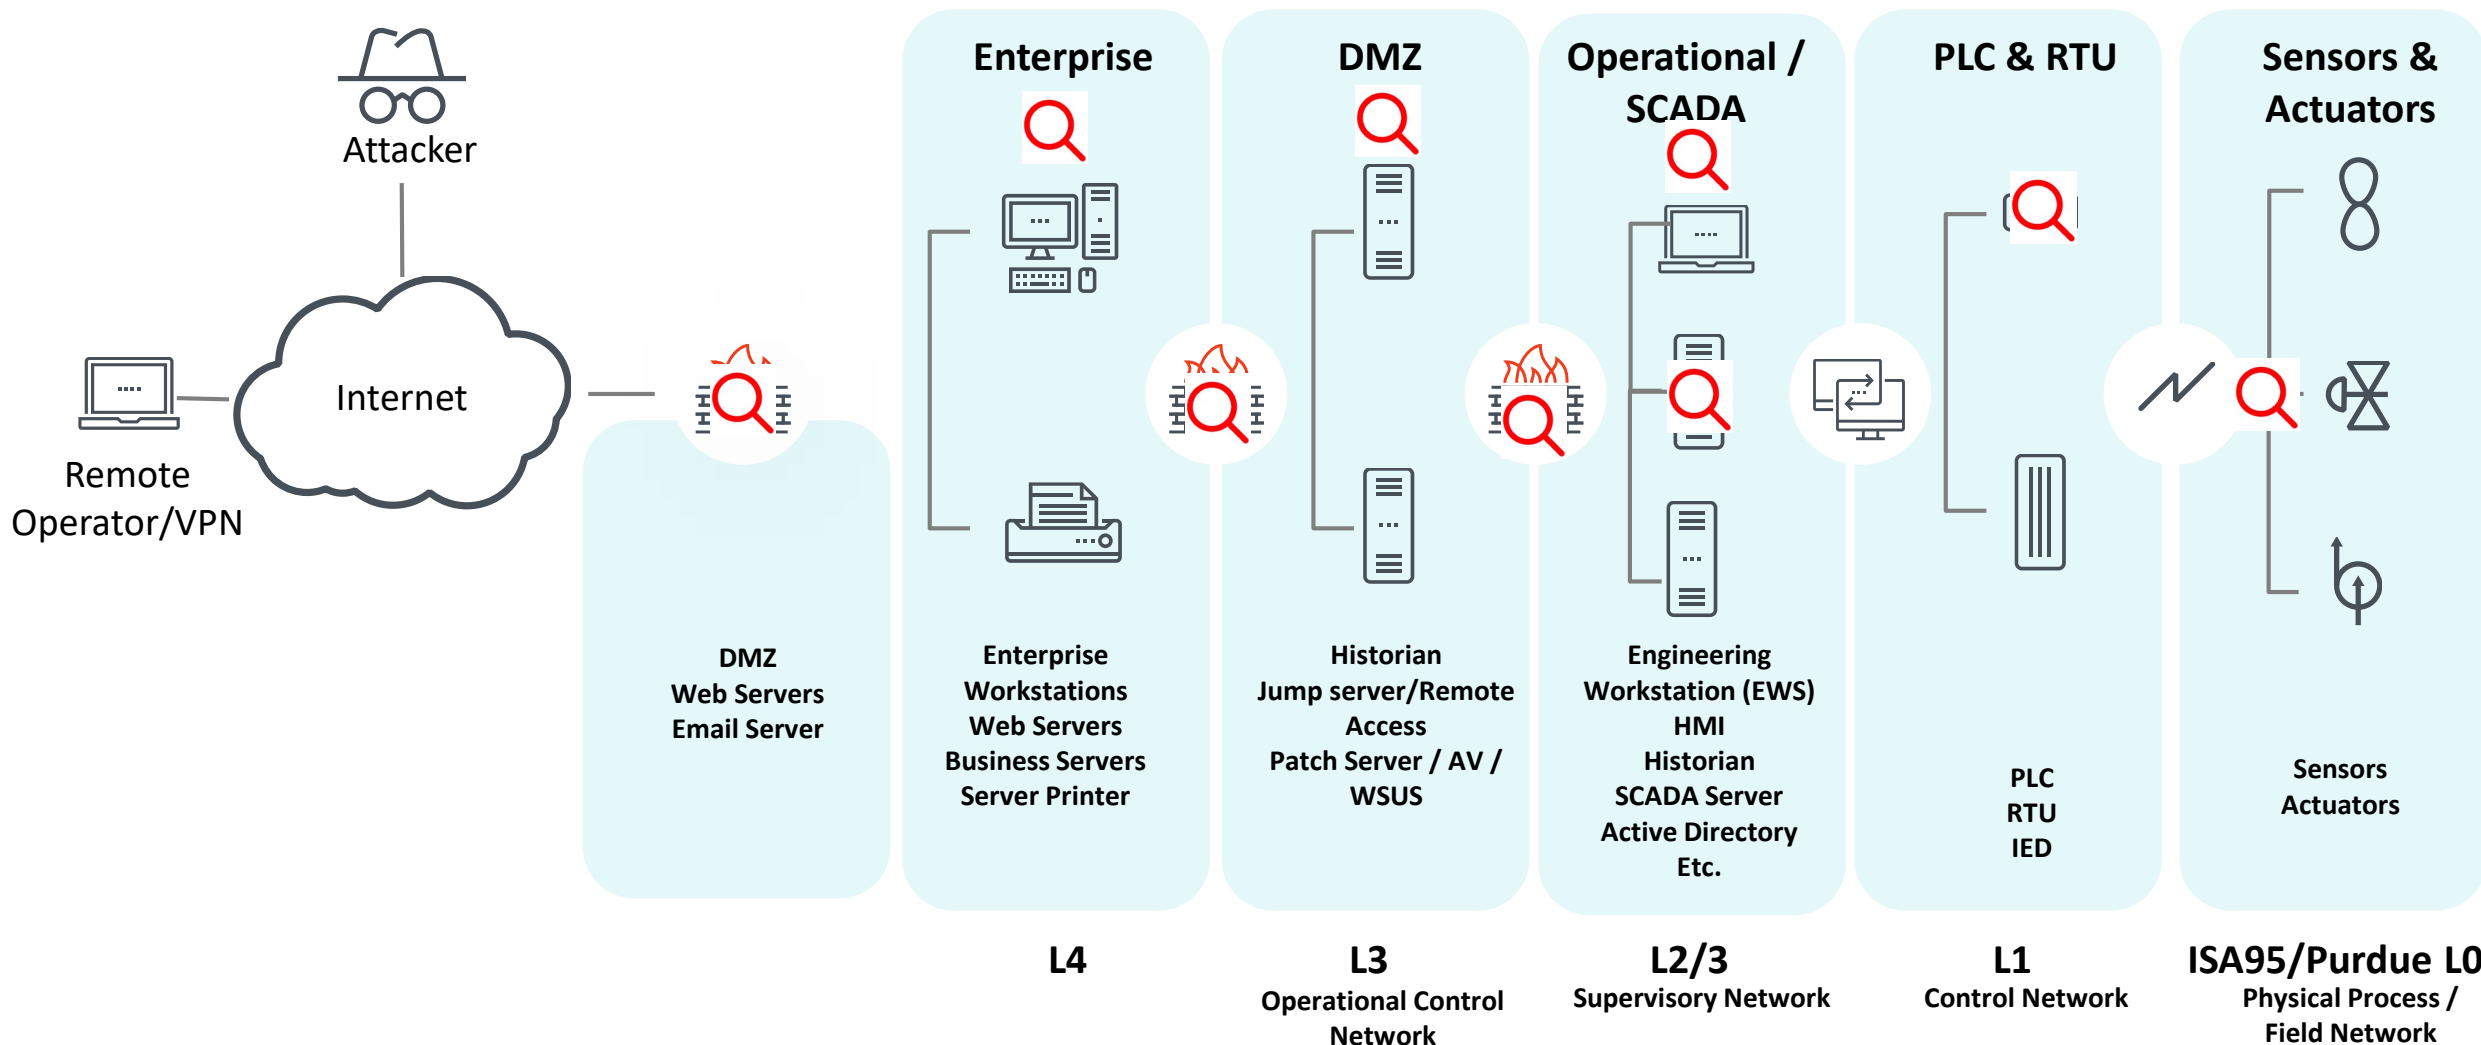 Attacker
Internet
Remote
Operator/VPN
DMZ
Web Servers
Email Server
Enterprise
Enterprise
Workstations
Web Servers
Business Servers
Server Printer
L4
DMZ
Historian
Jump server/Remote
Access
Patch Server / AV /
WSUS
L3
Operational Control
Network
Operational /
SCADA
Engineering
Workstation (EWS)
HMI
Historian
SCADA Server
Active Directory
Etc.
L2/3
Supervisory Network
PLC & RTU
PLC
RTU
IED
L1
Control Network
Sensors &
Actuators
Sensors
Actuators
ISA95/Purdue L0
Physical Process /
Field Network